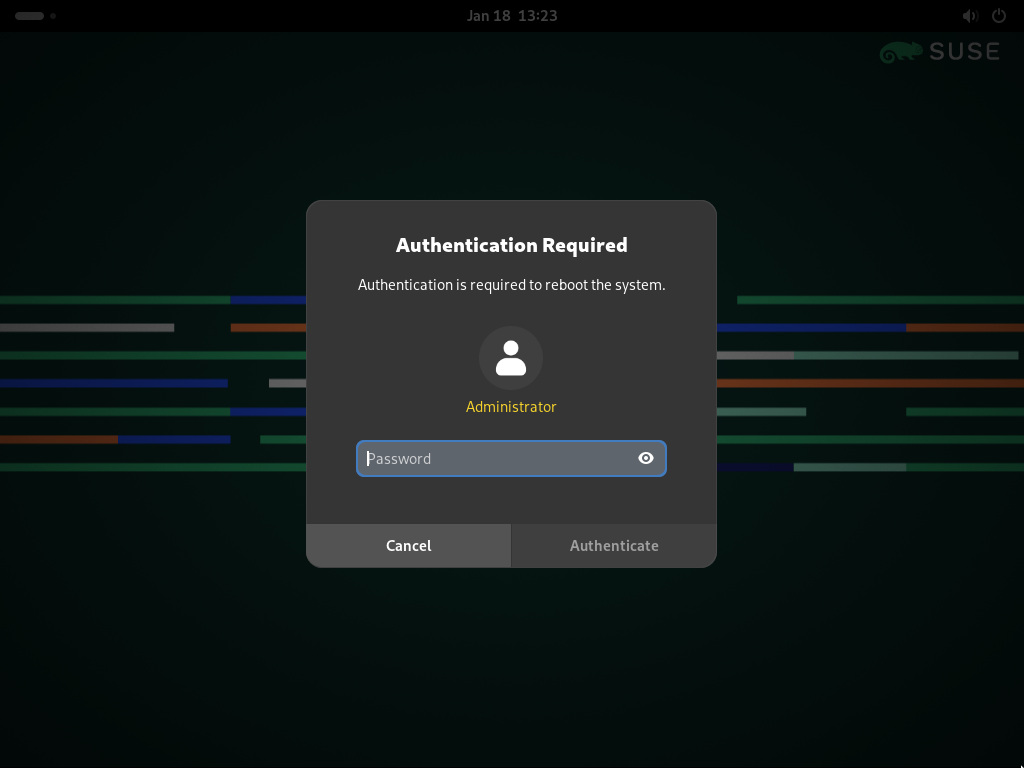 Jan 18 13:23
SUSE
Authentication Required
Authentication is required to reboot the system.
Administrator
Password
Cancel
Authenticate